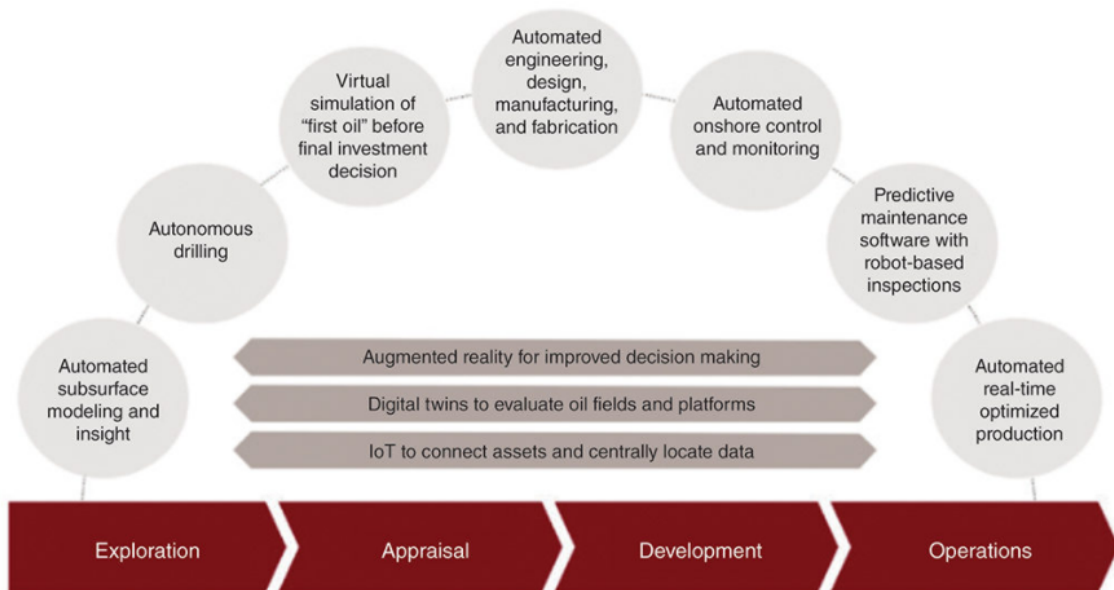 Automated
engineering,
design,
manufacturing,
and fabrication
Virtual
simulation of
“first oil” before
final investment
decision
Automated
onshore control
and monitoring
Autonomous
drilling
Predictive
maintenance
software with
robot-based
inspections
Automated
subsurface
modeling and
insight
Augmented reality for improved decision making
Digital twins to evaluate oil fields and platforms
IoT to connect assets and centrally locate data
Automated
real-time
optimized
production
Exploration
Appraisal
Development
Operations